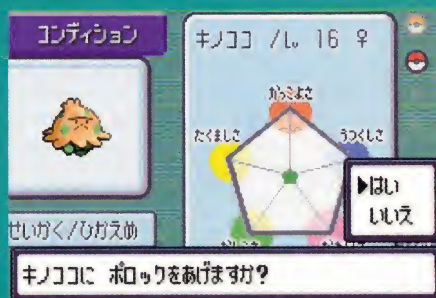 コンディション
キノココ /L. 16 ♀
かっこよさ
たくましさ
うつくしさ
▶はい
いいえ
せいかく/ひかえめ
キノココに ポロックをあげますか?